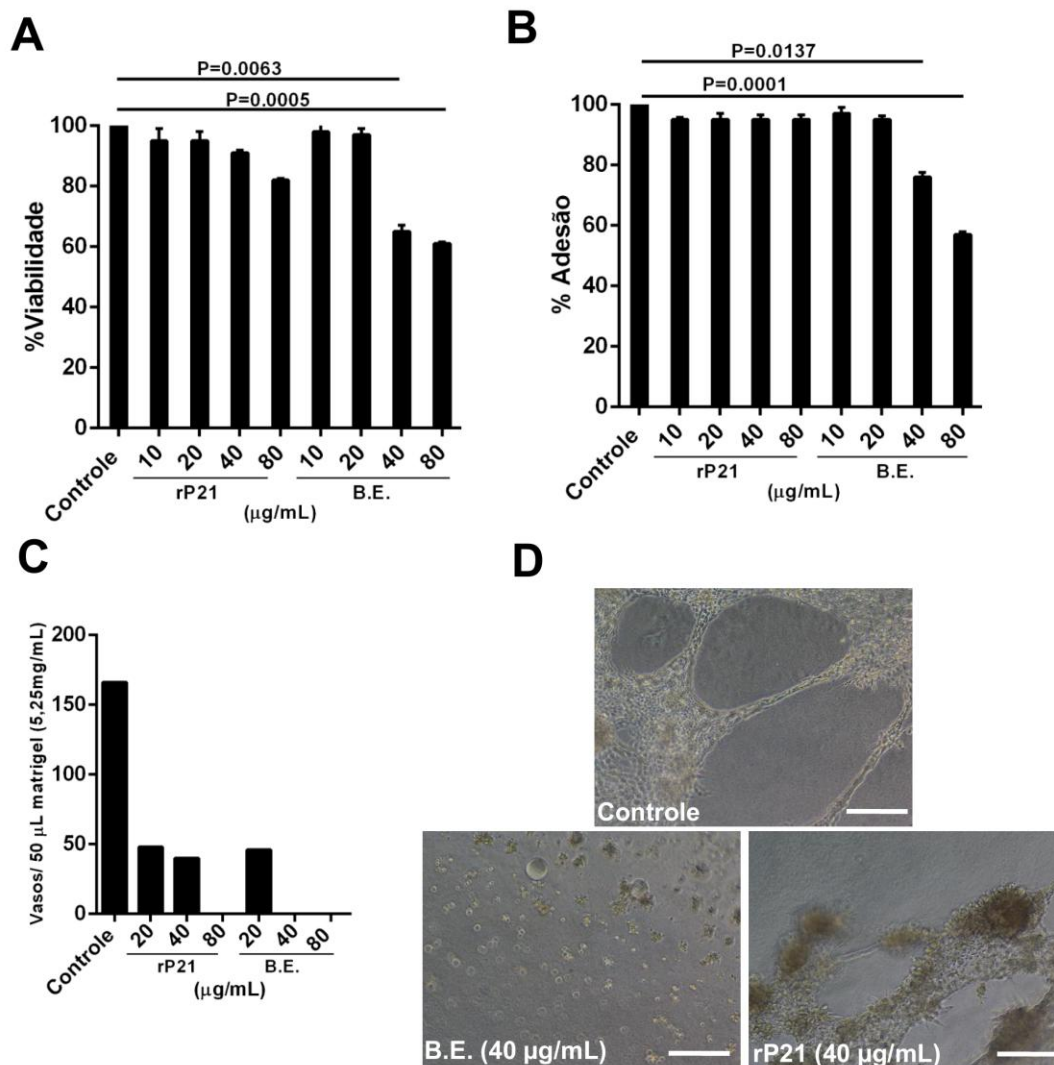 A
P=0.0063
P=0.0005
100
80
60
40
20
0
%Viabilidade
Controle 10 20 40 80 10 20 40 80
rP21 B.E.
(μg/mL)
B
P=0.0137
P=0.0001
100
80
60
40
20
0
% Adesão
Controle 10 20 40 80 10 20 40 80
rP21 B.E.
(μg/mL)
C
200
150
100
50
0
Vasos/ 50 μL matrigel (5,25mg/mL)
Controle 20 40 80 20 40 80
rP21 B.E.
(μg/mL)
D
Controle
B.E. (40 μg/mL)
rP21 (40 μg/mL)